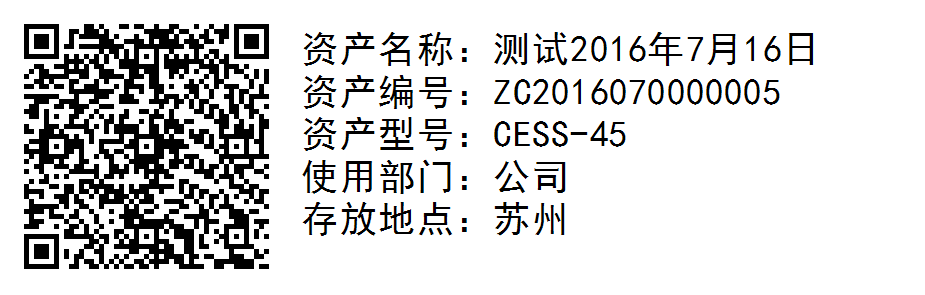 资产名称：测试2016年7月16日
资产编号：ZC2016070000005
资产型号：CESS-45
使用部门：公司
存放地点：苏州